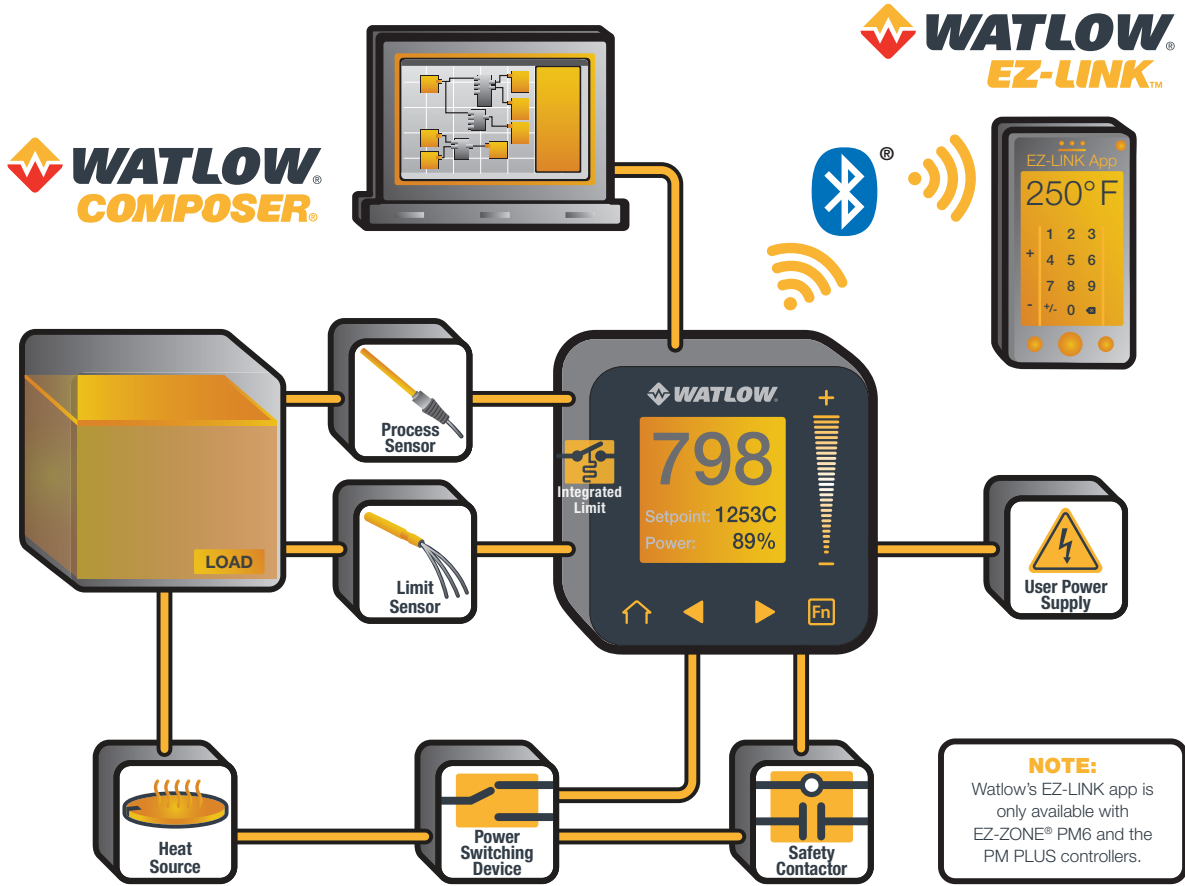 WATLOW®
EZ-LINK™
WATLOW®
COMPOSER®
®
EZ-LINK App
250°F
1 2 3
+ 4 5 6
7 8 9
- +/- 0
Process
Sensor
WATLOW®
+
798
Integrated
Limit
Setpoint: 1253C
Power: 89%
−
Fn
LOAD
Limit
Sensor
User Power
Supply
Heat
Source
Power
Switching
Device
Safety
Contactor
NOTE:
Watlow's EZ-LINK app is
only available with
EZ-ZONE® PM6 and the
PM PLUS controllers.